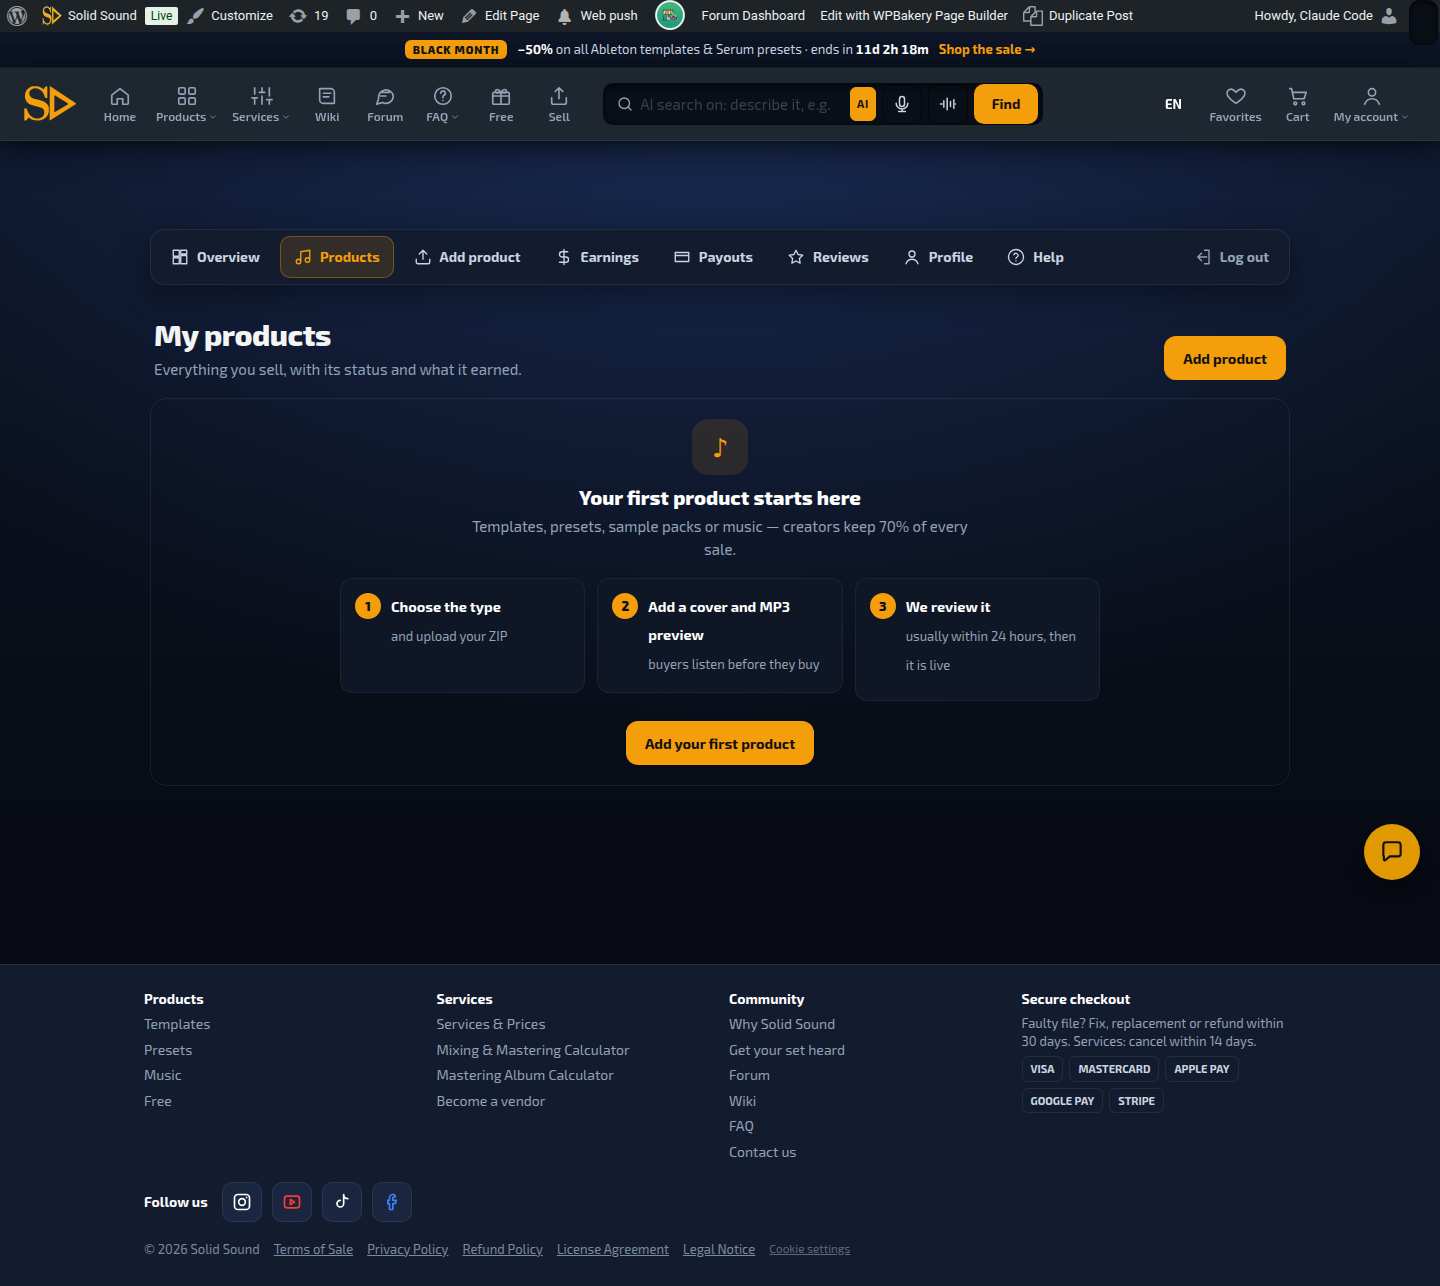 Solid Sound Live Customize 19 0 New Edit Page Web push Forum Dashboard Edit with WPBakery Page Builder Duplicate Post Howdy, Claude Code
BLACK MONTH −50% on all Ableton templates & Serum presets · ends in 11d 2h 18m Shop the sale →
Home Products Services Wiki Forum FAQ Free Sell
AI search on: describe it, e.g. AI Find
EN Favorites Cart My account
Overview Products Add product Earnings Payouts Reviews Profile Help Log out
My products
Everything you sell, with its status and what it earned.
Add product
Your first product starts here
Templates, presets, sample packs or music — creators keep 70% of every
sale.
1 Choose the type
and upload your ZIP
2 Add a cover and MP3
preview
buyers listen before they buy
3 We review it
usually within 24 hours, then
it is live
Add your first product
Products
Templates
Presets
Music
Free
Services
Services & Prices
Mixing & Mastering Calculator
Mastering Album Calculator
Become a vendor
Community
Why Solid Sound
Get your set heard
Forum
Wiki
FAQ
Contact us
Secure checkout
Faulty file? Fix, replacement or refund within
30 days. Services: cancel within 14 days.
VISA MASTERCARD APPLE PAY
GOOGLE PAY STRIPE
Follow us
© 2026 Solid Sound Terms of Sale Privacy Policy Refund Policy License Agreement Legal Notice Cookie settings